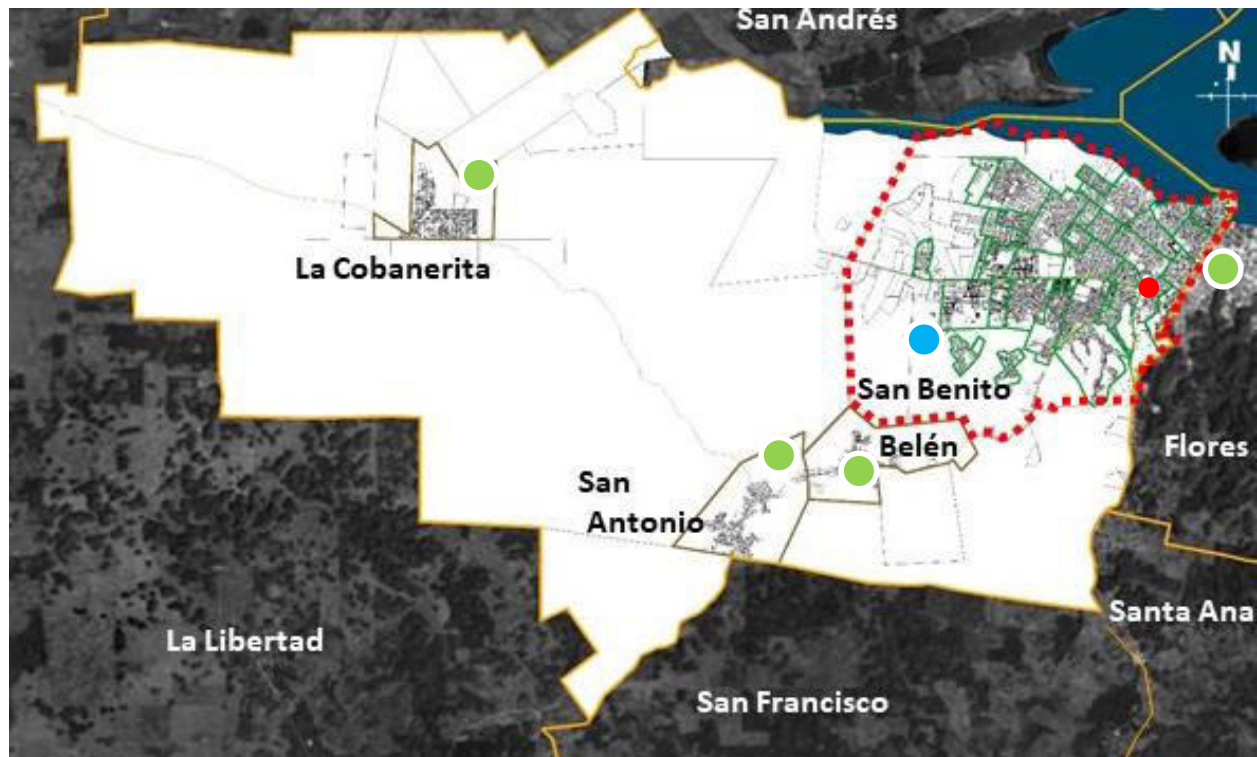 San Andrés
N
La Cobanerita
San Benito
Belén
Flores
San
Antonio
Santa Ana
La Libertad
San Francisco